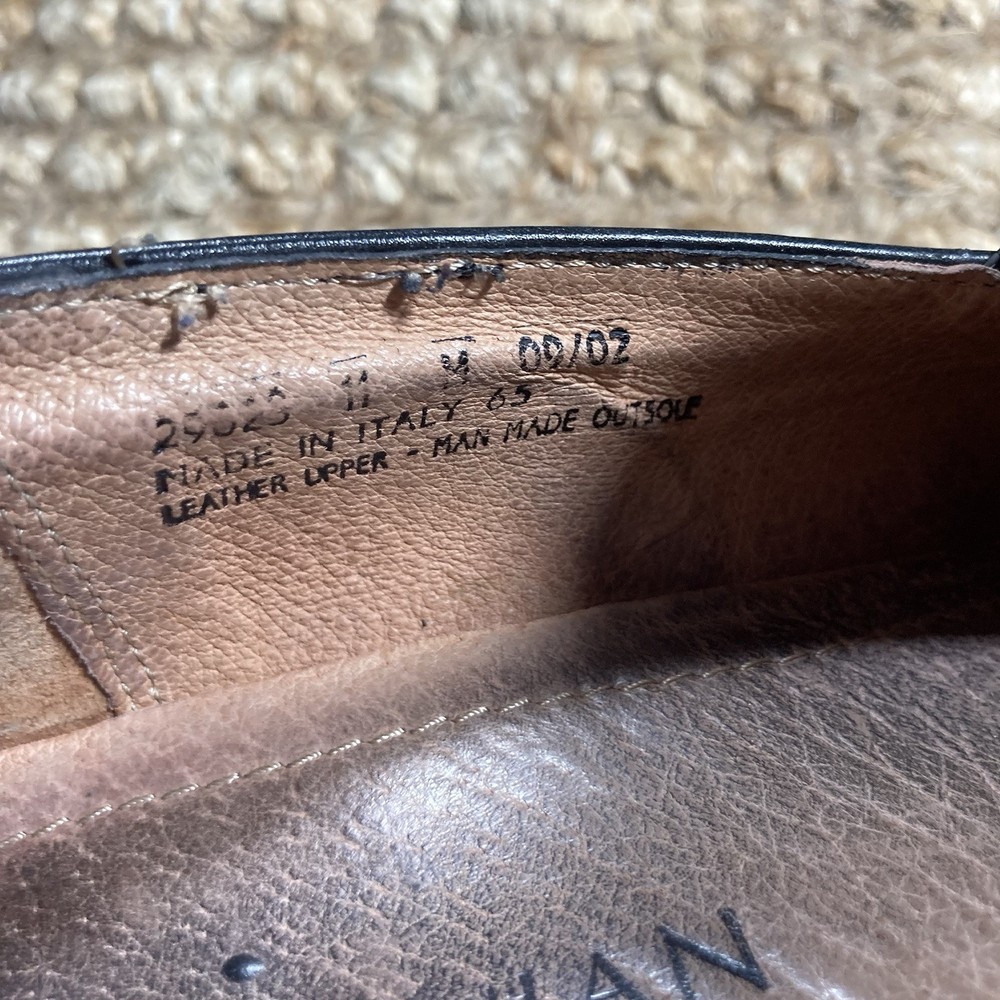 11 M 09/02
MADE IN ITALY 65
LEATHER UPPER - MAN MADE OUTSOLE